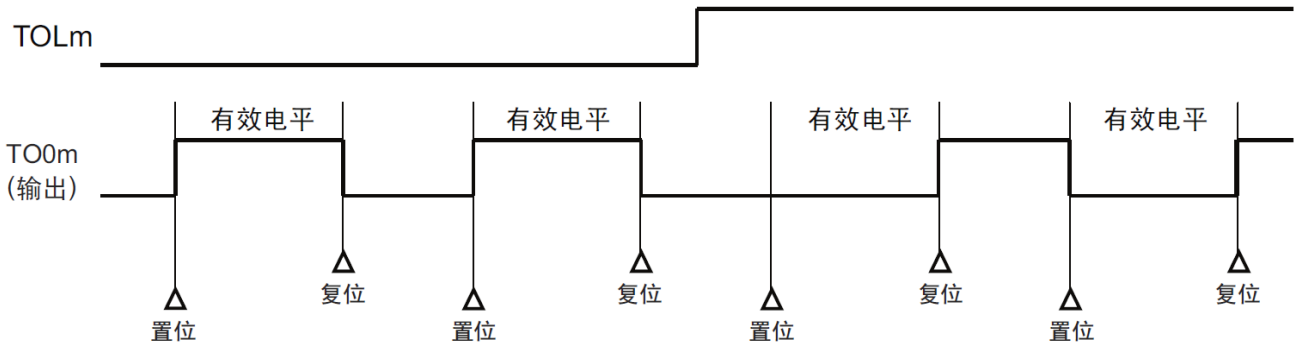 TOLm
有效电平 有效电平 有效电平 有效电平
TO0m
(输出)
复位 复位 复位 复位
置位 置位 置位 置位